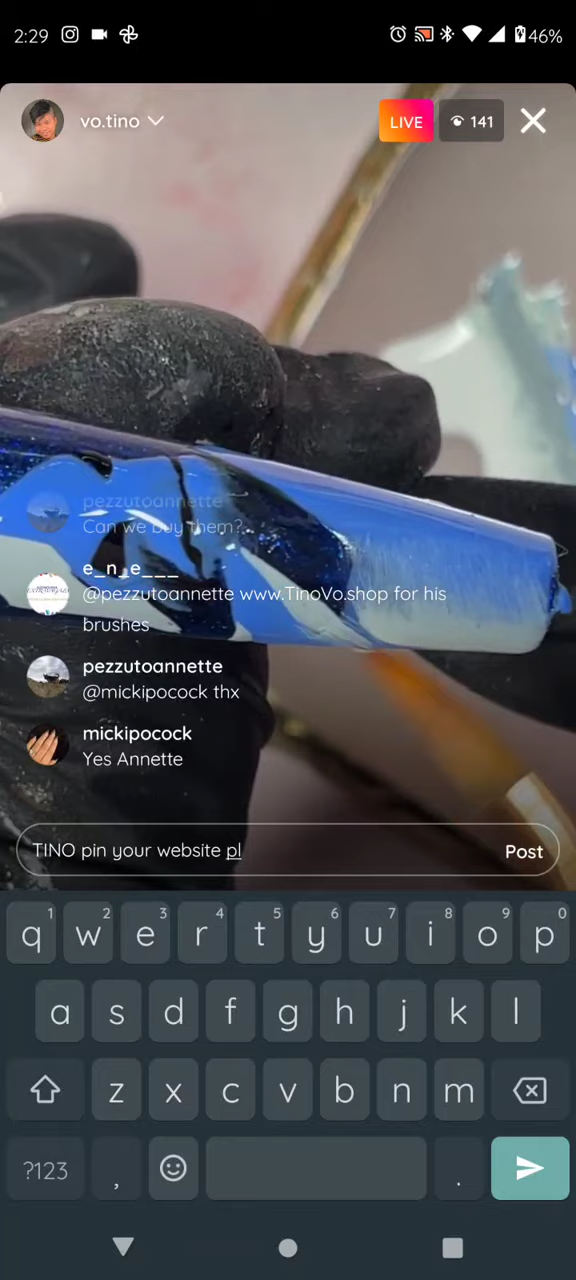 2:29
46%
vo.tino
LIVE
141
pezzutoannette
Can we buy them?
e_n_e___
@pezzutoannette www.TinoVo.shop for his
brushes
pezzutoannette
@mickipocock thx
mickipocock
Yes Annette
TINO pin your website pl
Post
1 2 3 4 5 6 7 8 9 0
q w e r t y u i o p
a s d f g h j k l
z x c v b n m
?123 , .